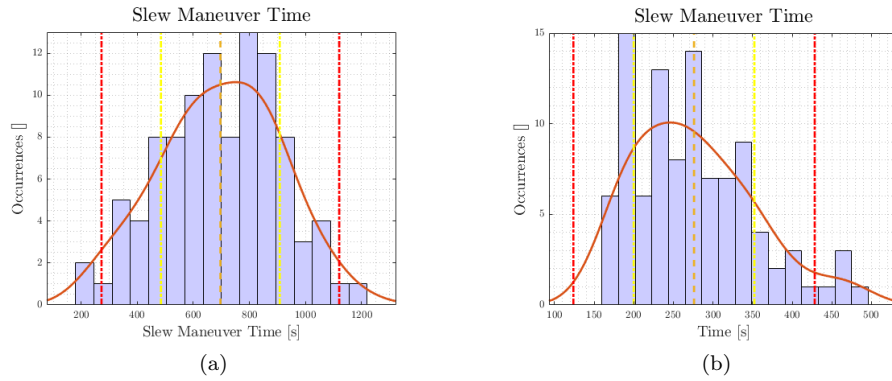 Slew Maneuver Time
12
10
8
6
4
2
0
Occurrences []
200 400 600 800 1000 1200
Slew Maneuver Time [s]
(a)
Slew Maneuver Time
15
10
5
0
Occurrences []
100 150 200 250 300 350 400 450 500
Time [s]
(b)